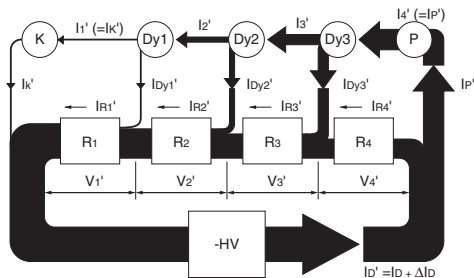 I1' (=IK') I2' I3' I4' (=IP')
K Dy1 Dy2 Dy3 P
Ik' IDy1' IDy2' IDy3' IP'
IR1' IR2' IR3' IR4'
R1 R2 R3 R4
V1' V2' V3' V4'
-HV
ID' =ID + ΔID